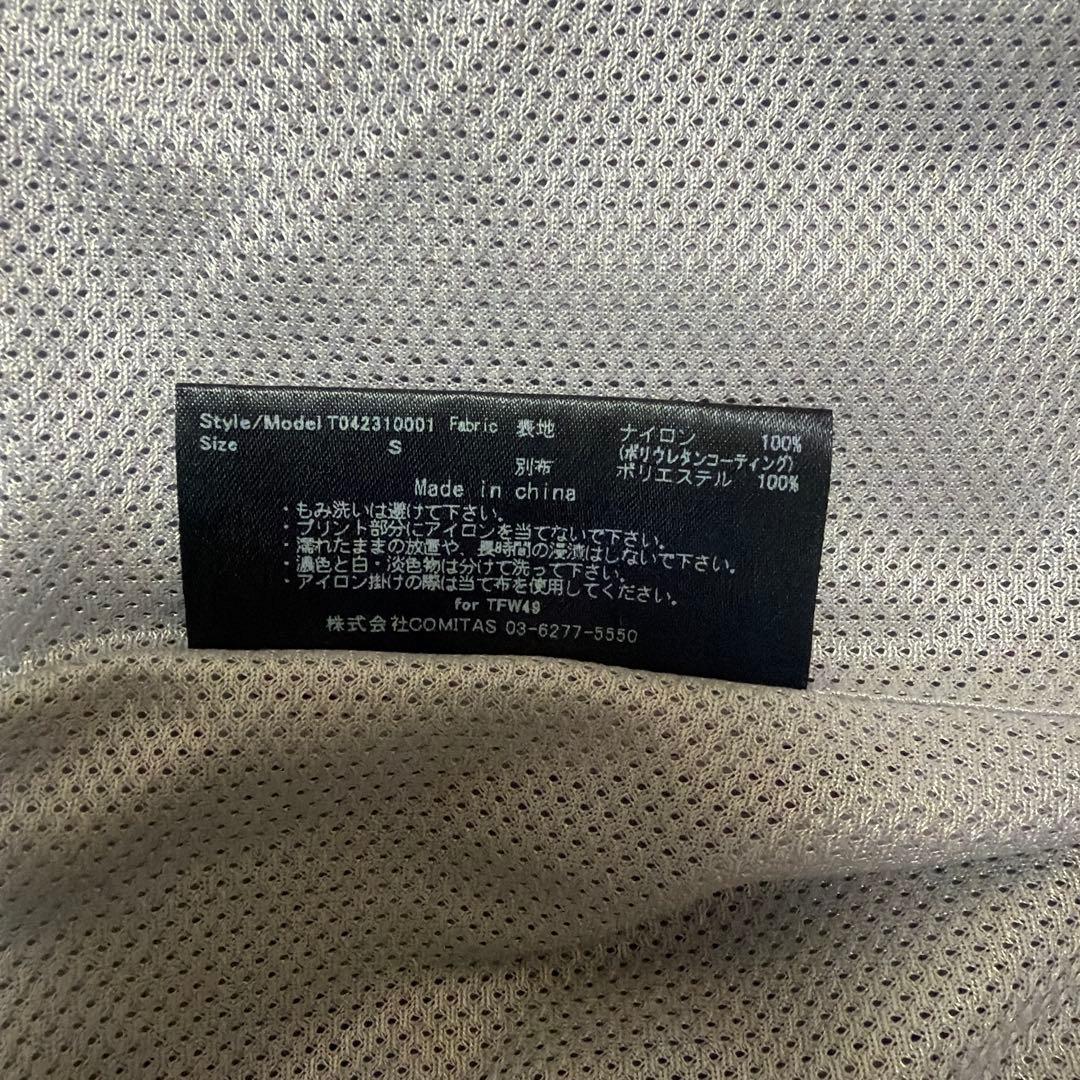 Style/Model T042310001 Fabric 表地 ナイロン 100%
Size S (ポリウレタンコーティング)
別布 ポリエステル 100%
Made in china
・もみ洗いは避けて下さい。
・プリント部分にアイロンを当てないで下さい。
・濡れたままの放置や、長時間の浸漬はしないで下さい。
・濃色と白・淡色物は分けて洗って下さい。
・アイロン掛けの際は当て布を使用してください。
for TFW49
株式会社COMITAS 03-6277-5550